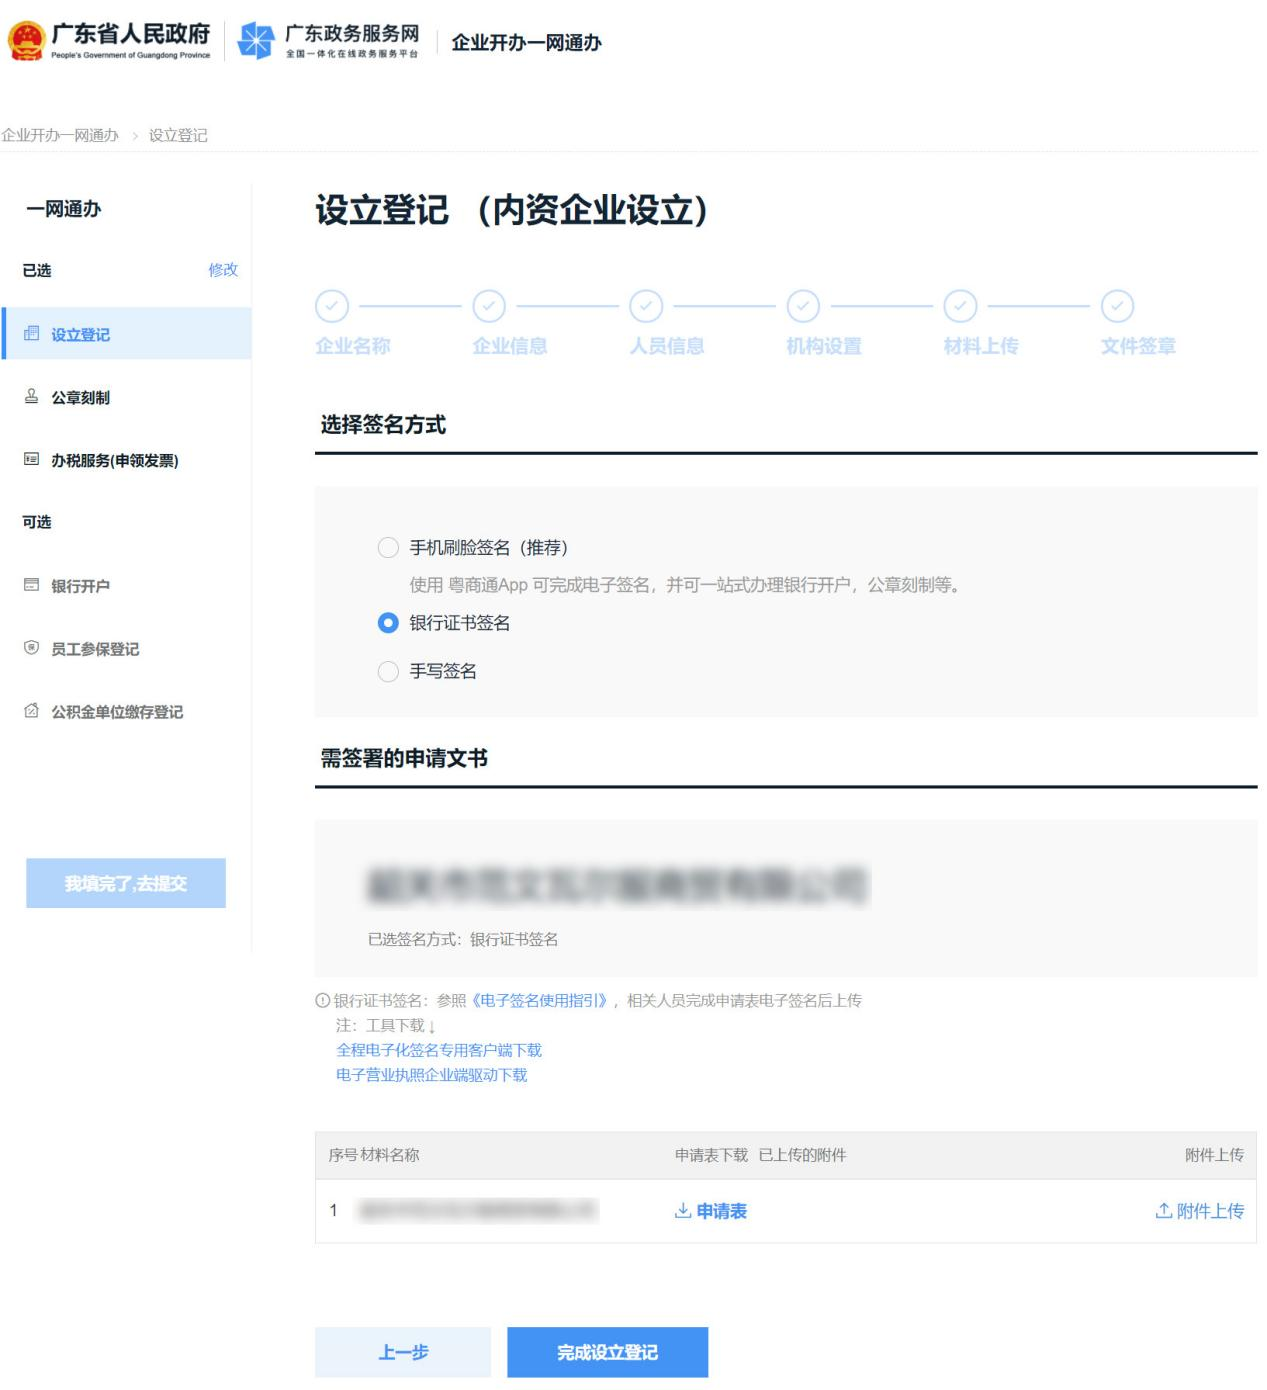 广东省人民政府
People's Government of Guangdong Province
广东政务服务网
全国一体化在线政务服务平台
企业开办一网通办
企业开办一网通办 > 设立登记
一网通办
已选 修改
设立登记
公章刻制
办税服务(申领发票)
可选
银行开户
员工参保登记
公积金单位缴存登记
我填完了,去提交
设立登记 （内资企业设立）
企业名称 企业信息 人员信息 机构设置 材料上传 文件签章
选择签名方式
手机刷脸签名（推荐）
使用 粤商通App 可完成电子签名，并可一站式办理银行开户，公章刻制等。
银行证书签名
手写签名
需签署的申请文书
已选签名方式：银行证书签名
银行证书签名：参照《电子签名使用指引》，相关人员完成申请表电子签名后上传
注：工具下载↓
全程电子化签名专用客户端下载
电子营业执照企业端驱动下载
序号 材料名称 申请表下载 已上传的附件 附件上传
1 申请表 附件上传
上一步 完成设立登记